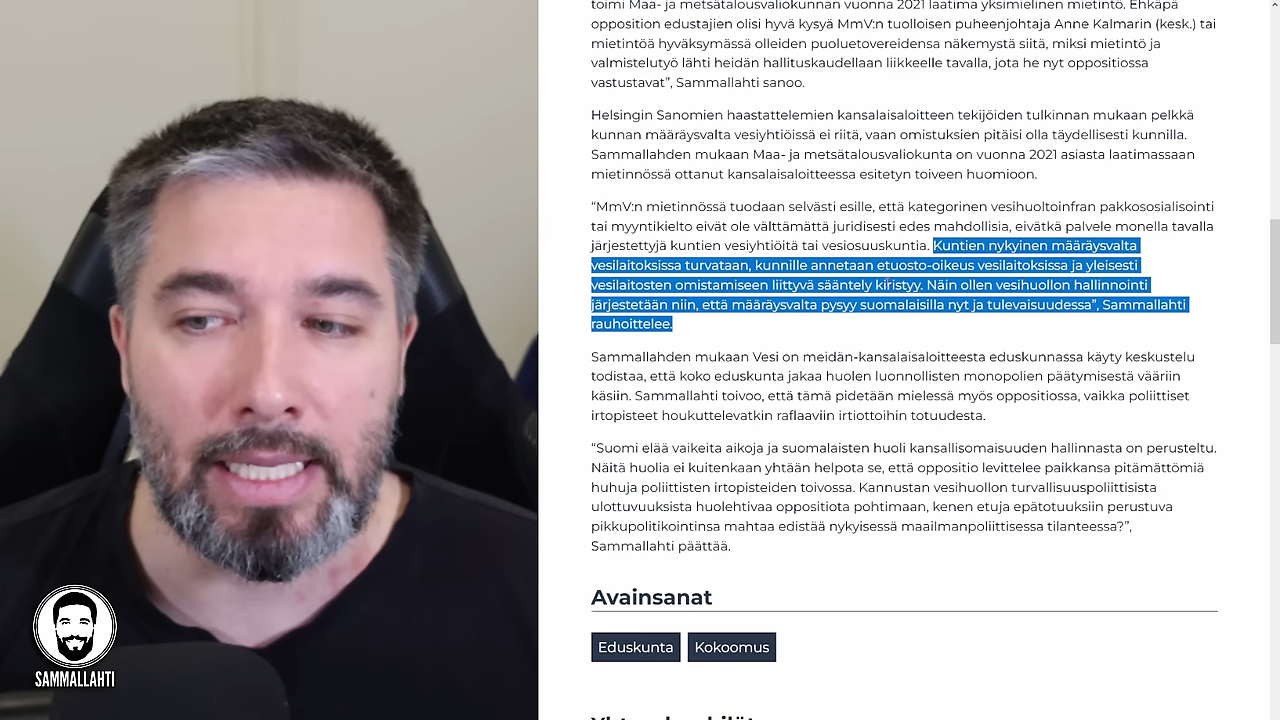 toimi Maa- ja metsätalousvaliokunnan vuonna 2021 laatima yksimielinen mietintö. Ehkäpä
opposition edustajien olisi hyvä kysyä MmV:n tuolloisen puheenjohtaja Anne Kalmarin (kesk.) tai
mietintöä hyväksymässä olleiden puoluetovereidensa näkemystä siitä, miksi mietintö ja
valmistelutyö lähti heidän hallituskaudellaan liikkeelle tavalla, jota he nyt oppositiossa
vastustavat”, Sammallahti sanoo.
Helsingin Sanomien haastattelemien kansalaisaloitteen tekijöiden tulkinnan mukaan pelkkä
kunnan määräysvalta vesiyhtiöissä ei riitä, vaan omistuksien pitäisi olla täydellisesti kunnilla.
Sammallahden mukaan Maa- ja metsätalousvaliokunta on vuonna 2021 asiasta laatimassaan
mietinnössä ottanut kansalaisaloitteessa esitetyn toiveen huomioon.
“MmV:n mietinnössä tuodaan selvästi esille, että kategorinen vesihuoltoinfran pakkososialisointi
tai myyntikielto eivät ole välttämättä juridisesti edes mahdollisia, eivätkä palvele monella tavalla
järjestettyjä kuntien vesiyhtiöitä tai vesiosuuskuntia. Kuntien nykyinen määräysvalta
vesilaitoksissa turvataan, kunnille annetaan etuosto-oikeus vesilaitoksissa ja yleisesti
vesilaitosten omistamiseen liittyvä sääntely kiristyy. Näin ollen vesihuollon hallinnointi
järjestetään niin, että määräysvalta pysyy suomalaisilla nyt ja tulevaisuudessa”, Sammallahti
rauhoittelee.
Sammallahden mukaan Vesi on meidän-kansalaisaloitteesta eduskunnassa käyty keskustelu
todistaa, että koko eduskunta jakaa huolen luonnollisten monopolien päätymisestä vääriin
käsiin. Sammallahti toivoo, että tämä pidetään mielessä myös oppositiossa, vaikka poliittiset
irtopisteet houkuttelevatkin raflaaviin irtiottoihin totuudesta.
“Suomi elää vaikeita aikoja ja suomalaisten huoli kansallisomaisuuden hallinnasta on perusteltu.
Näitä huolia ei kuitenkaan yhtään helpota se, että oppositio levittelee paikkansa pitämättömiä
huhuja poliittisten irtopisteiden toivossa. Kannustan vesihuollon turvallisuuspoliittisista
ulottuvuuksista huolehtivaa oppositiota pohtimaan, kenen etuja epätotuuksiin perustuva
pikkupolitikointinsa mahtaa edistää nykyisessä maailmanpoliittisessa tilanteessa?”,
Sammallahti päättää.
Avainsanat
Eduskunta Kokoomus
SAMMALLAHTI